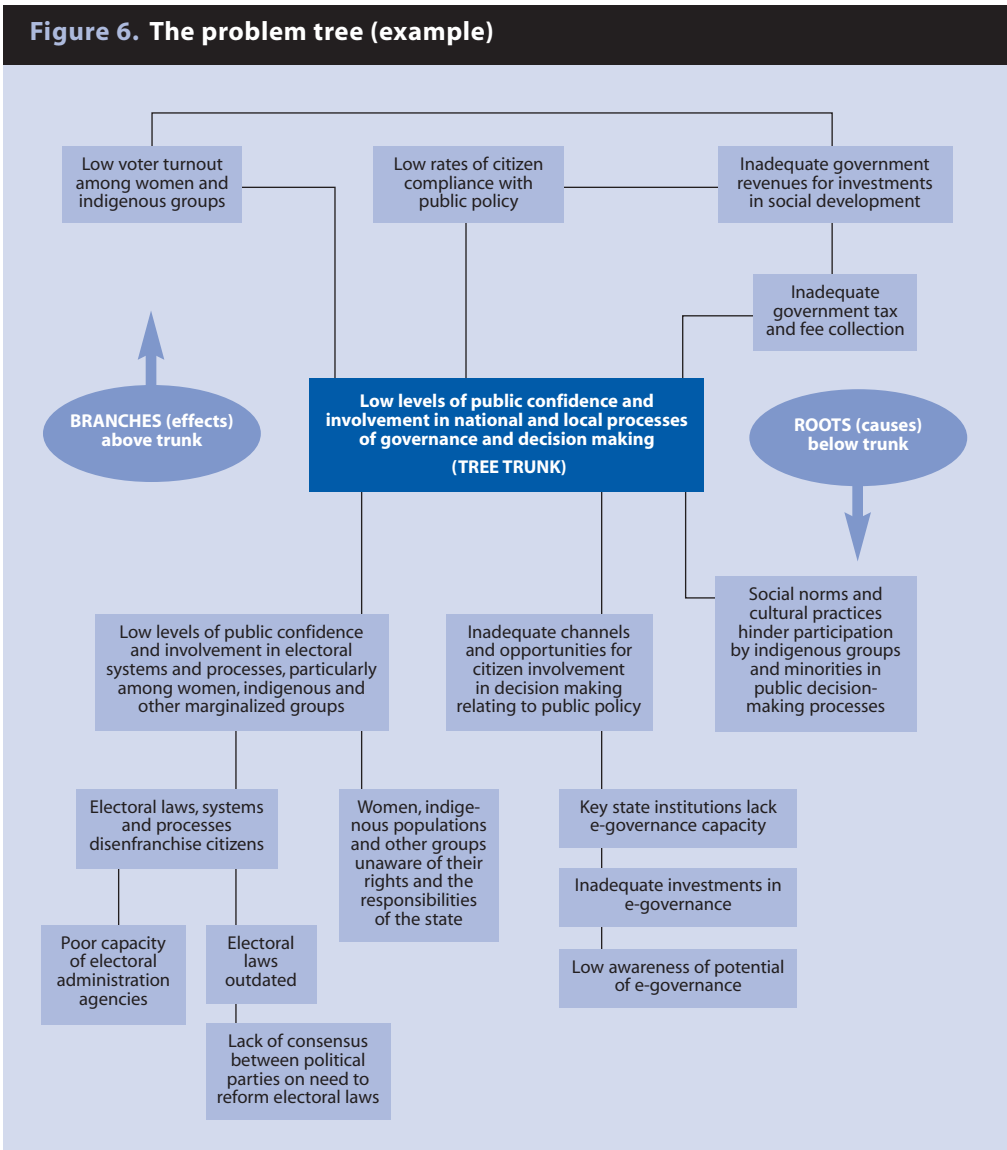 Figure 6. The problem tree (example)
Low voter turnout
among women and
indigenous groups
Low rates of citizen
compliance with
public policy
Inadequate government
revenues for investments
in social development
Inadequate
government tax
and fee collection
BRANCHES (effects)
above trunk
Low levels of public confidence and
involvement in national and local processes
of governance and decision making
(TREE TRUNK)
ROOTS (causes)
below trunk
Low levels of public confidence
and involvement in electoral
systems and processes, particularly
among women, indigenous and
other marginalized groups
Inadequate channels
and opportunities for
citizen involvement
in decision making
relating to public policy
Social norms and
cultural practices
hinder participation
by indigenous groups
and minorities in
public decision-
making processes
Electoral laws, systems
and processes
disenfranchise citizens
Women, indige-
nous populations
and other groups
unaware of their
rights and the
responsibilities
of the state
Key state institutions lack
e-governance capacity
Inadequate investments in
e-governance
Low awareness of potential
of e-governance
Poor capacity
of electoral
administration
agencies
Electoral
laws
outdated
Lack of consensus
between political
parties on need to
reform electoral laws